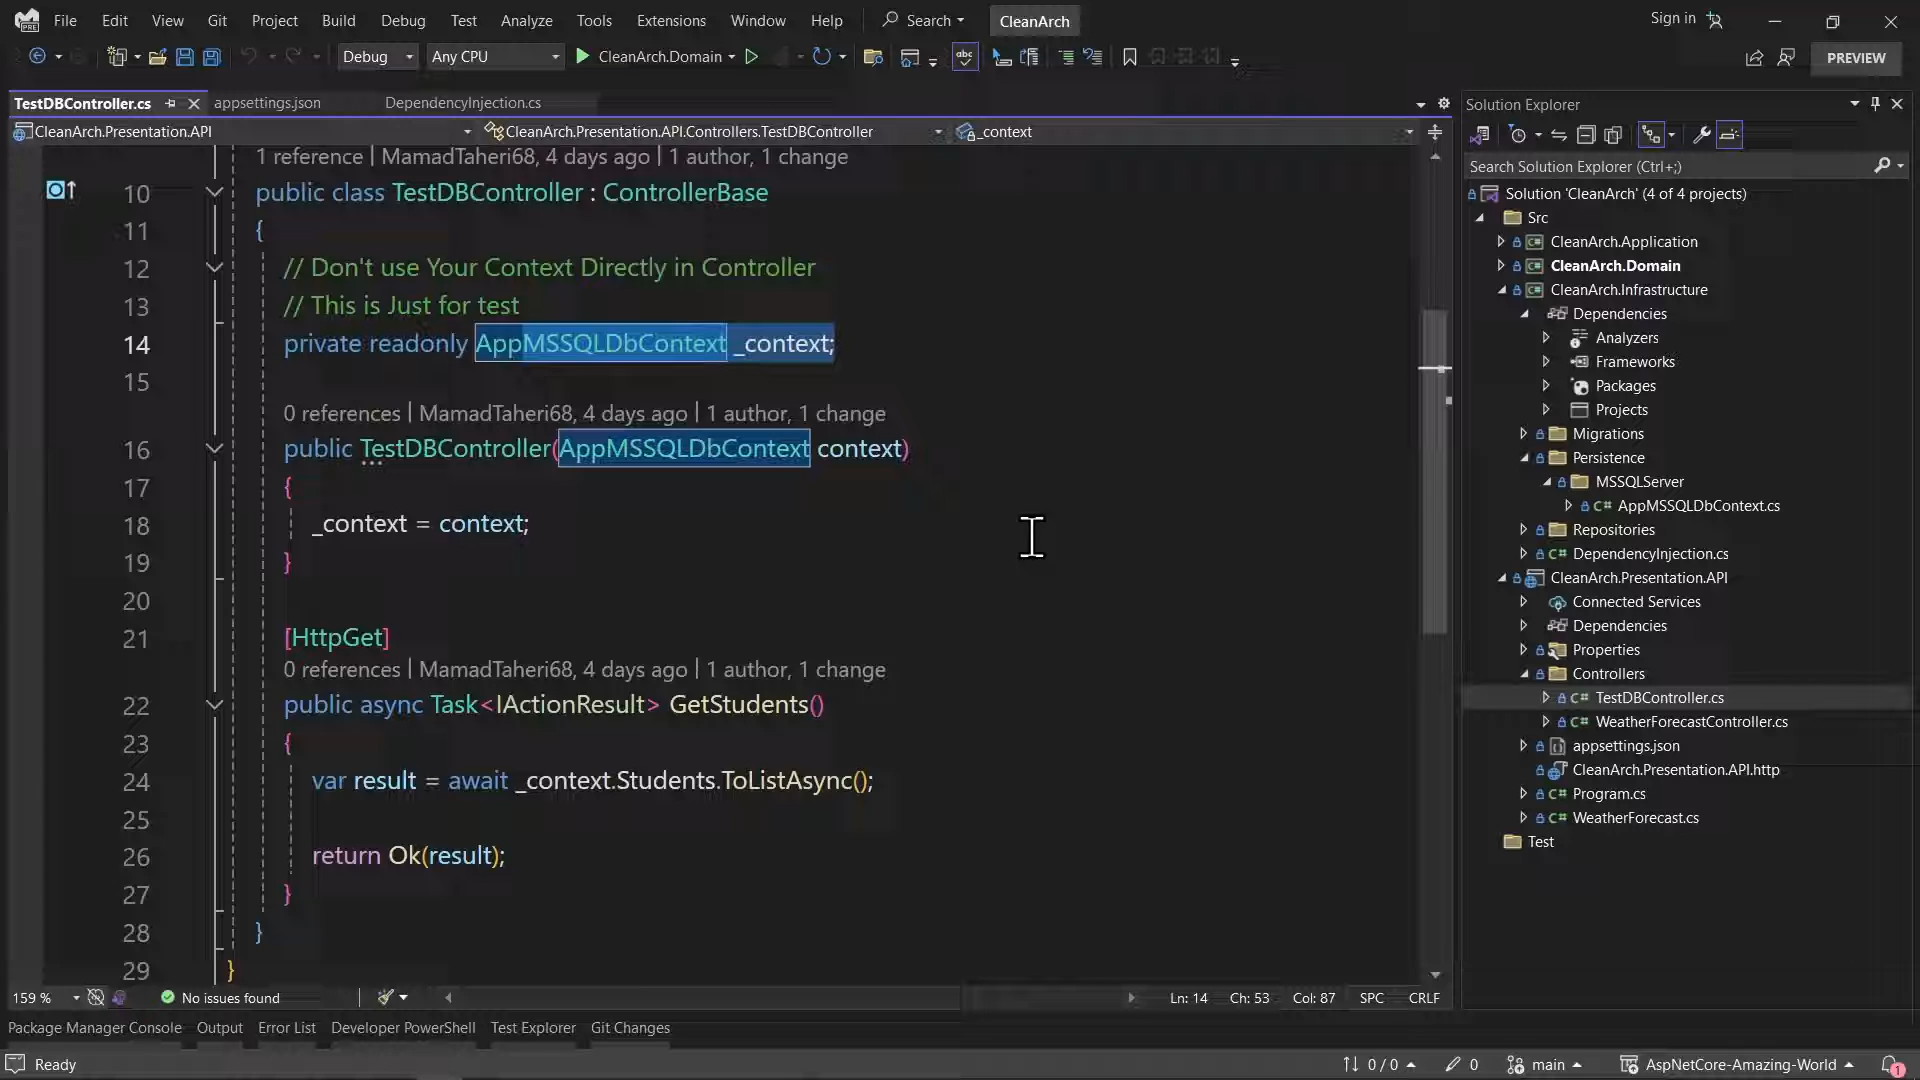 File Edit View Git Project Build Debug Test Analyze Tools Extensions Window Help Search CleanArch Sign in
Debug Any CPU CleanArch.Domain PREVIEW
TestDBController.cs appsettings.json DependencyInjection.cs
CleanArch.Presentation.API CleanArch.Presentation.API.Controllers.TestDBController _context
1 reference | MamadTaheri68, 4 days ago | 1 author, 1 change
10 public class TestDBController : ControllerBase
11 {
12 // Don't use Your Context Directly in Controller
13 // This is Just for test
14 private readonly AppMSSQLDbContext _context;
15
0 references | MamadTaheri68, 4 days ago | 1 author, 1 change
16 public TestDBController(AppMSSQLDbContext context)
17 {
18 _context = context;
19 }
20
21 [HttpGet]
0 references | MamadTaheri68, 4 days ago | 1 author, 1 change
22 public async Task<IActionResult> GetStudents()
23 {
24 var result = await _context.Students.ToListAsync();
25
26 return Ok(result);
27 }
28 }
29 }
159 % No issues found Ln: 14 Ch: 53 Col: 87 SPC CRLF
Solution Explorer
Search Solution Explorer (Ctrl+;)
Solution 'CleanArch' (4 of 4 projects)
Src
CleanArch.Application
CleanArch.Domain
CleanArch.Infrastructure
Dependencies
Analyzers
Frameworks
Packages
Projects
Migrations
Persistence
MSSQLServer
AppMSSQLDbContext.cs
Repositories
DependencyInjection.cs
CleanArch.Presentation.API
Connected Services
Dependencies
Properties
Controllers
TestDBController.cs
WeatherForecastController.cs
appsettings.json
CleanArch.Presentation.API.http
Program.cs
WeatherForecast.cs
Test
Package Manager Console Output Error List Developer PowerShell Test Explorer Git Changes
Ready 0 / 0 0 main AspNetCore-Amazing-World 1